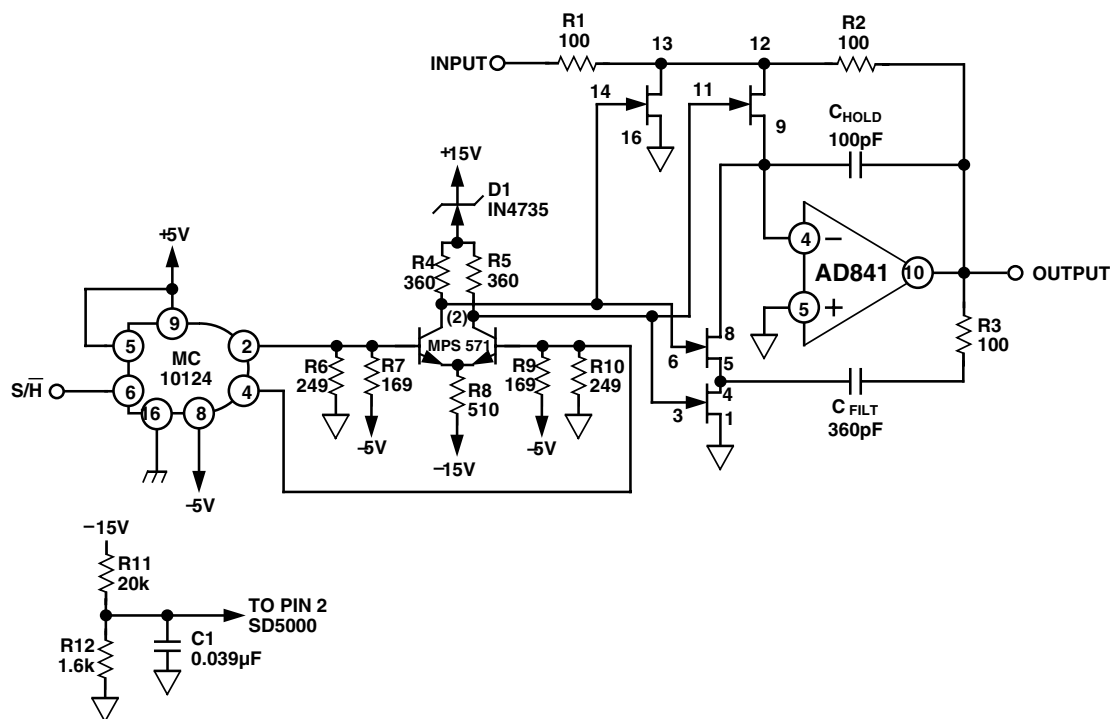 R1
100
13
12
R2
100
INPUT
14
11
16
9
C HOLD
100pF
+15V
D1
IN4735
+5V
R4
360
R5
360
4
−
AD841
10
OUTPUT
5
+
9
5
2
MC
10124
(2)
MPS 571
8
R3
100
S/H
6
4
R6
249
R7
169
R8
510
R9
169
R10
249
6
5
16
8
3
4
1
C FILT
360pF
−5V
−5V
−15V
−5V
−15V
R11
20k
TO PIN 2
SD5000
R12
1.6k
C1
0.039µF